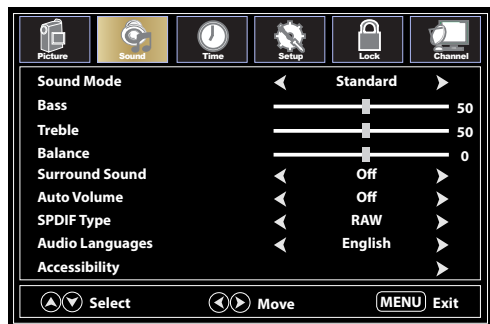 Picture Sound Time Setup Lock Channel
Sound Mode Standard
Bass 50
Treble 50
Balance 0
Surround Sound Off
Auto Volume Off
SPDIF Type RAW
Audio Languages English
Accessibility
Select Move MENU Exit